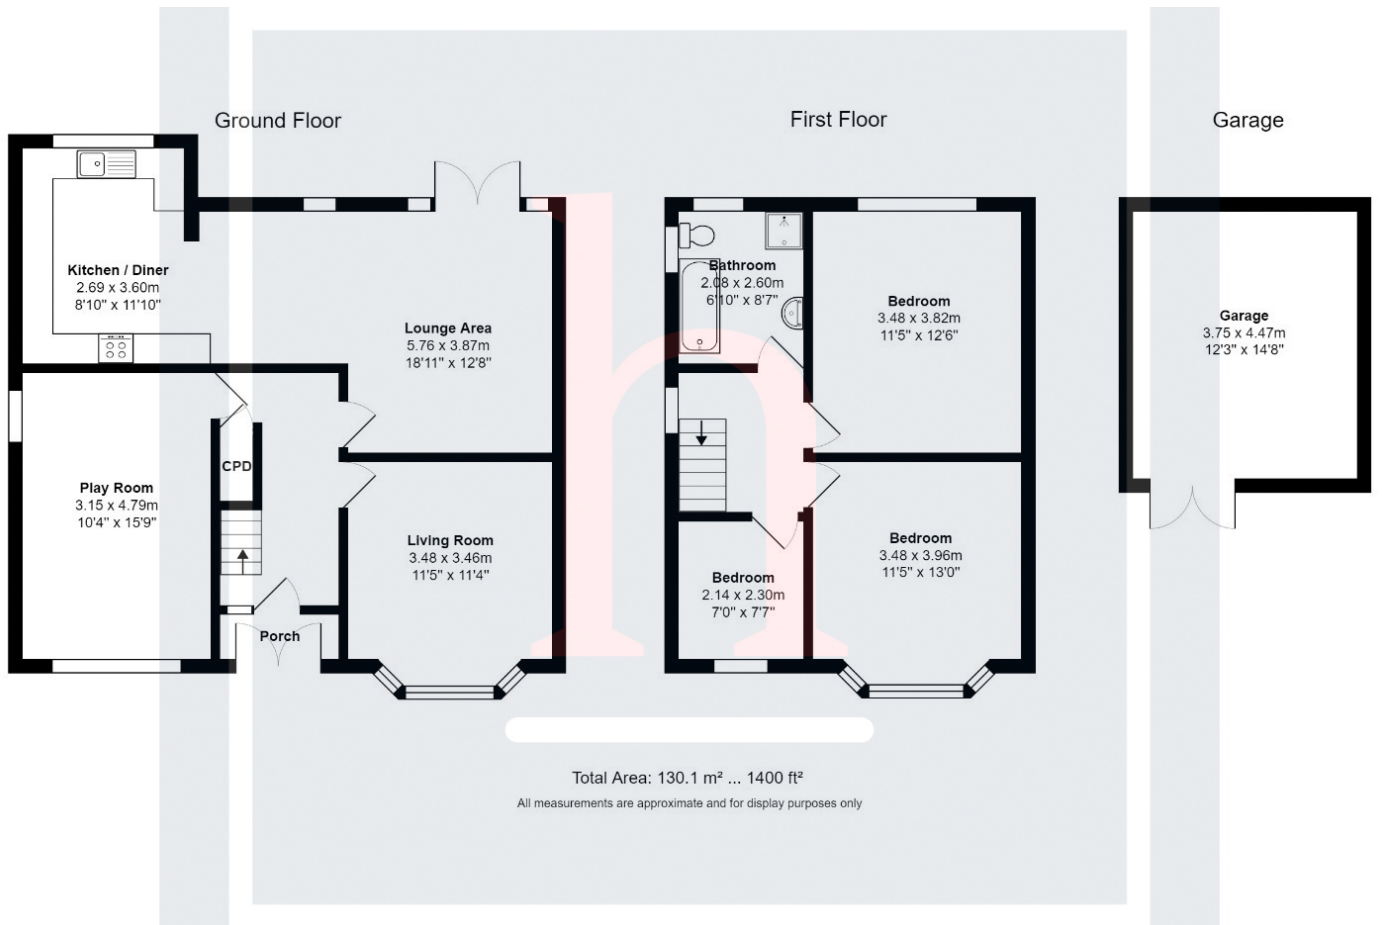 Ground Floor
First Floor
Garage
Kitchen / Diner
2.69 x 3.60m
8'10" x 11'10"
Lounge Area
5.76 x 3.87m
18'11" x 12'8"
Play Room
3.15 x 4.79m
10'4" x 15'9"
CPD
Living Room
3.48 x 3.46m
11'5" x 11'4"
Porch
Bathroom
2.08 x 2.60m
6'10" x 8'7"
Bedroom
3.48 x 3.82m
11'5" x 12'6"
Bedroom
3.48 x 3.96m
11'5" x 13'0"
Bedroom
2.14 x 2.30m
7'0" x 7'7"
Garage
3.75 x 4.47m
12'3" x 14'8"
h
Total Area: 130.1 m² ... 1400 ft²
All measurements are approximate and for display purposes only